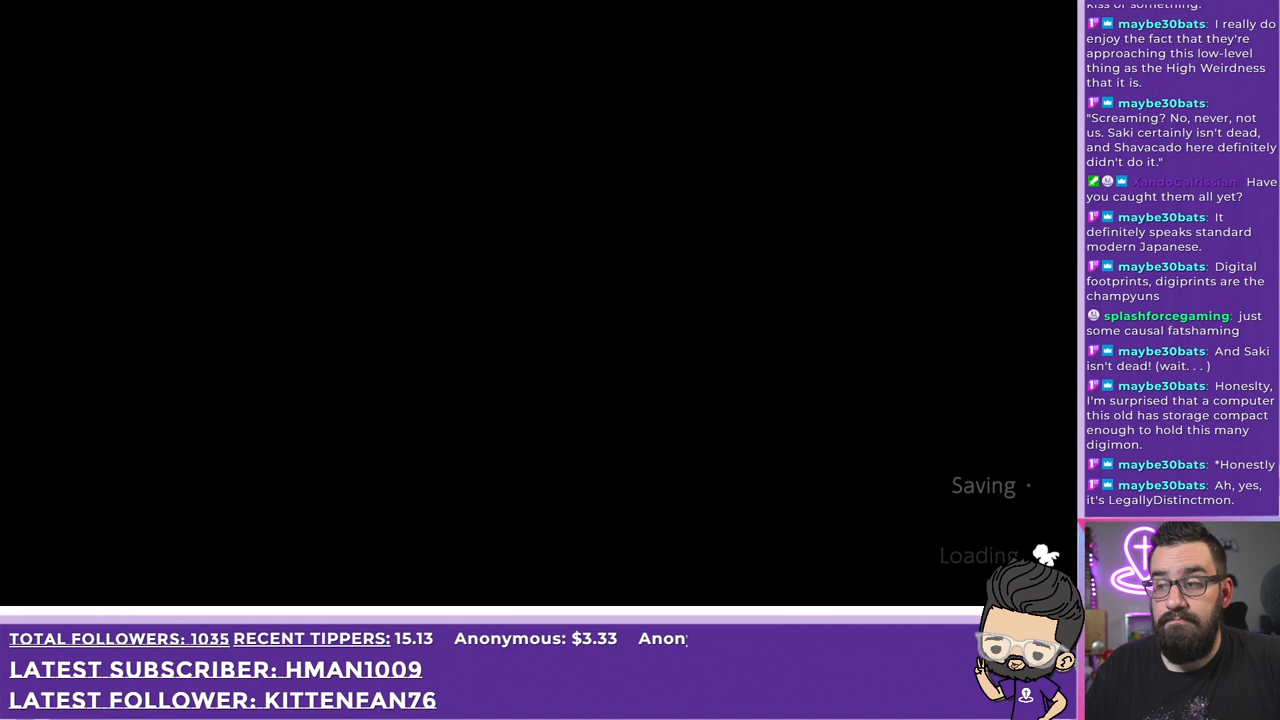 kiss or something.
maybe30bats: I really do
enjoy the fact that they're
approaching this low-level
thing as the High Weirdness
that it is.
maybe30bats:
"Screaming? No, never, not
us. Saki certainly isn't dead,
and Shavacado here definitely
didn't do it."
XandoCalrissian: Have
you caught them all yet?
maybe30bats: It
definitely speaks standard
modern Japanese.
maybe30bats: Digital
footprints, digiprints are the
champyuns
splashforcegaming: just
some causal fatshaming
maybe30bats: And Saki
isn't dead! (wait. . . )
maybe30bats: Honeslty,
I'm surprised that a computer
this old has storage compact
enough to hold this many
digimon.
maybe30bats: *Honestly
maybe30bats: Ah, yes,
it's LegallyDistinctmon.
Saving
Loading
TOTAL FOLLOWERS: 1035 RECENT TIPPERS: 15.13 Anonymous: $3.33 Anon
LATEST SUBSCRIBER: HMAN1009
LATEST FOLLOWER: KITTENFAN76